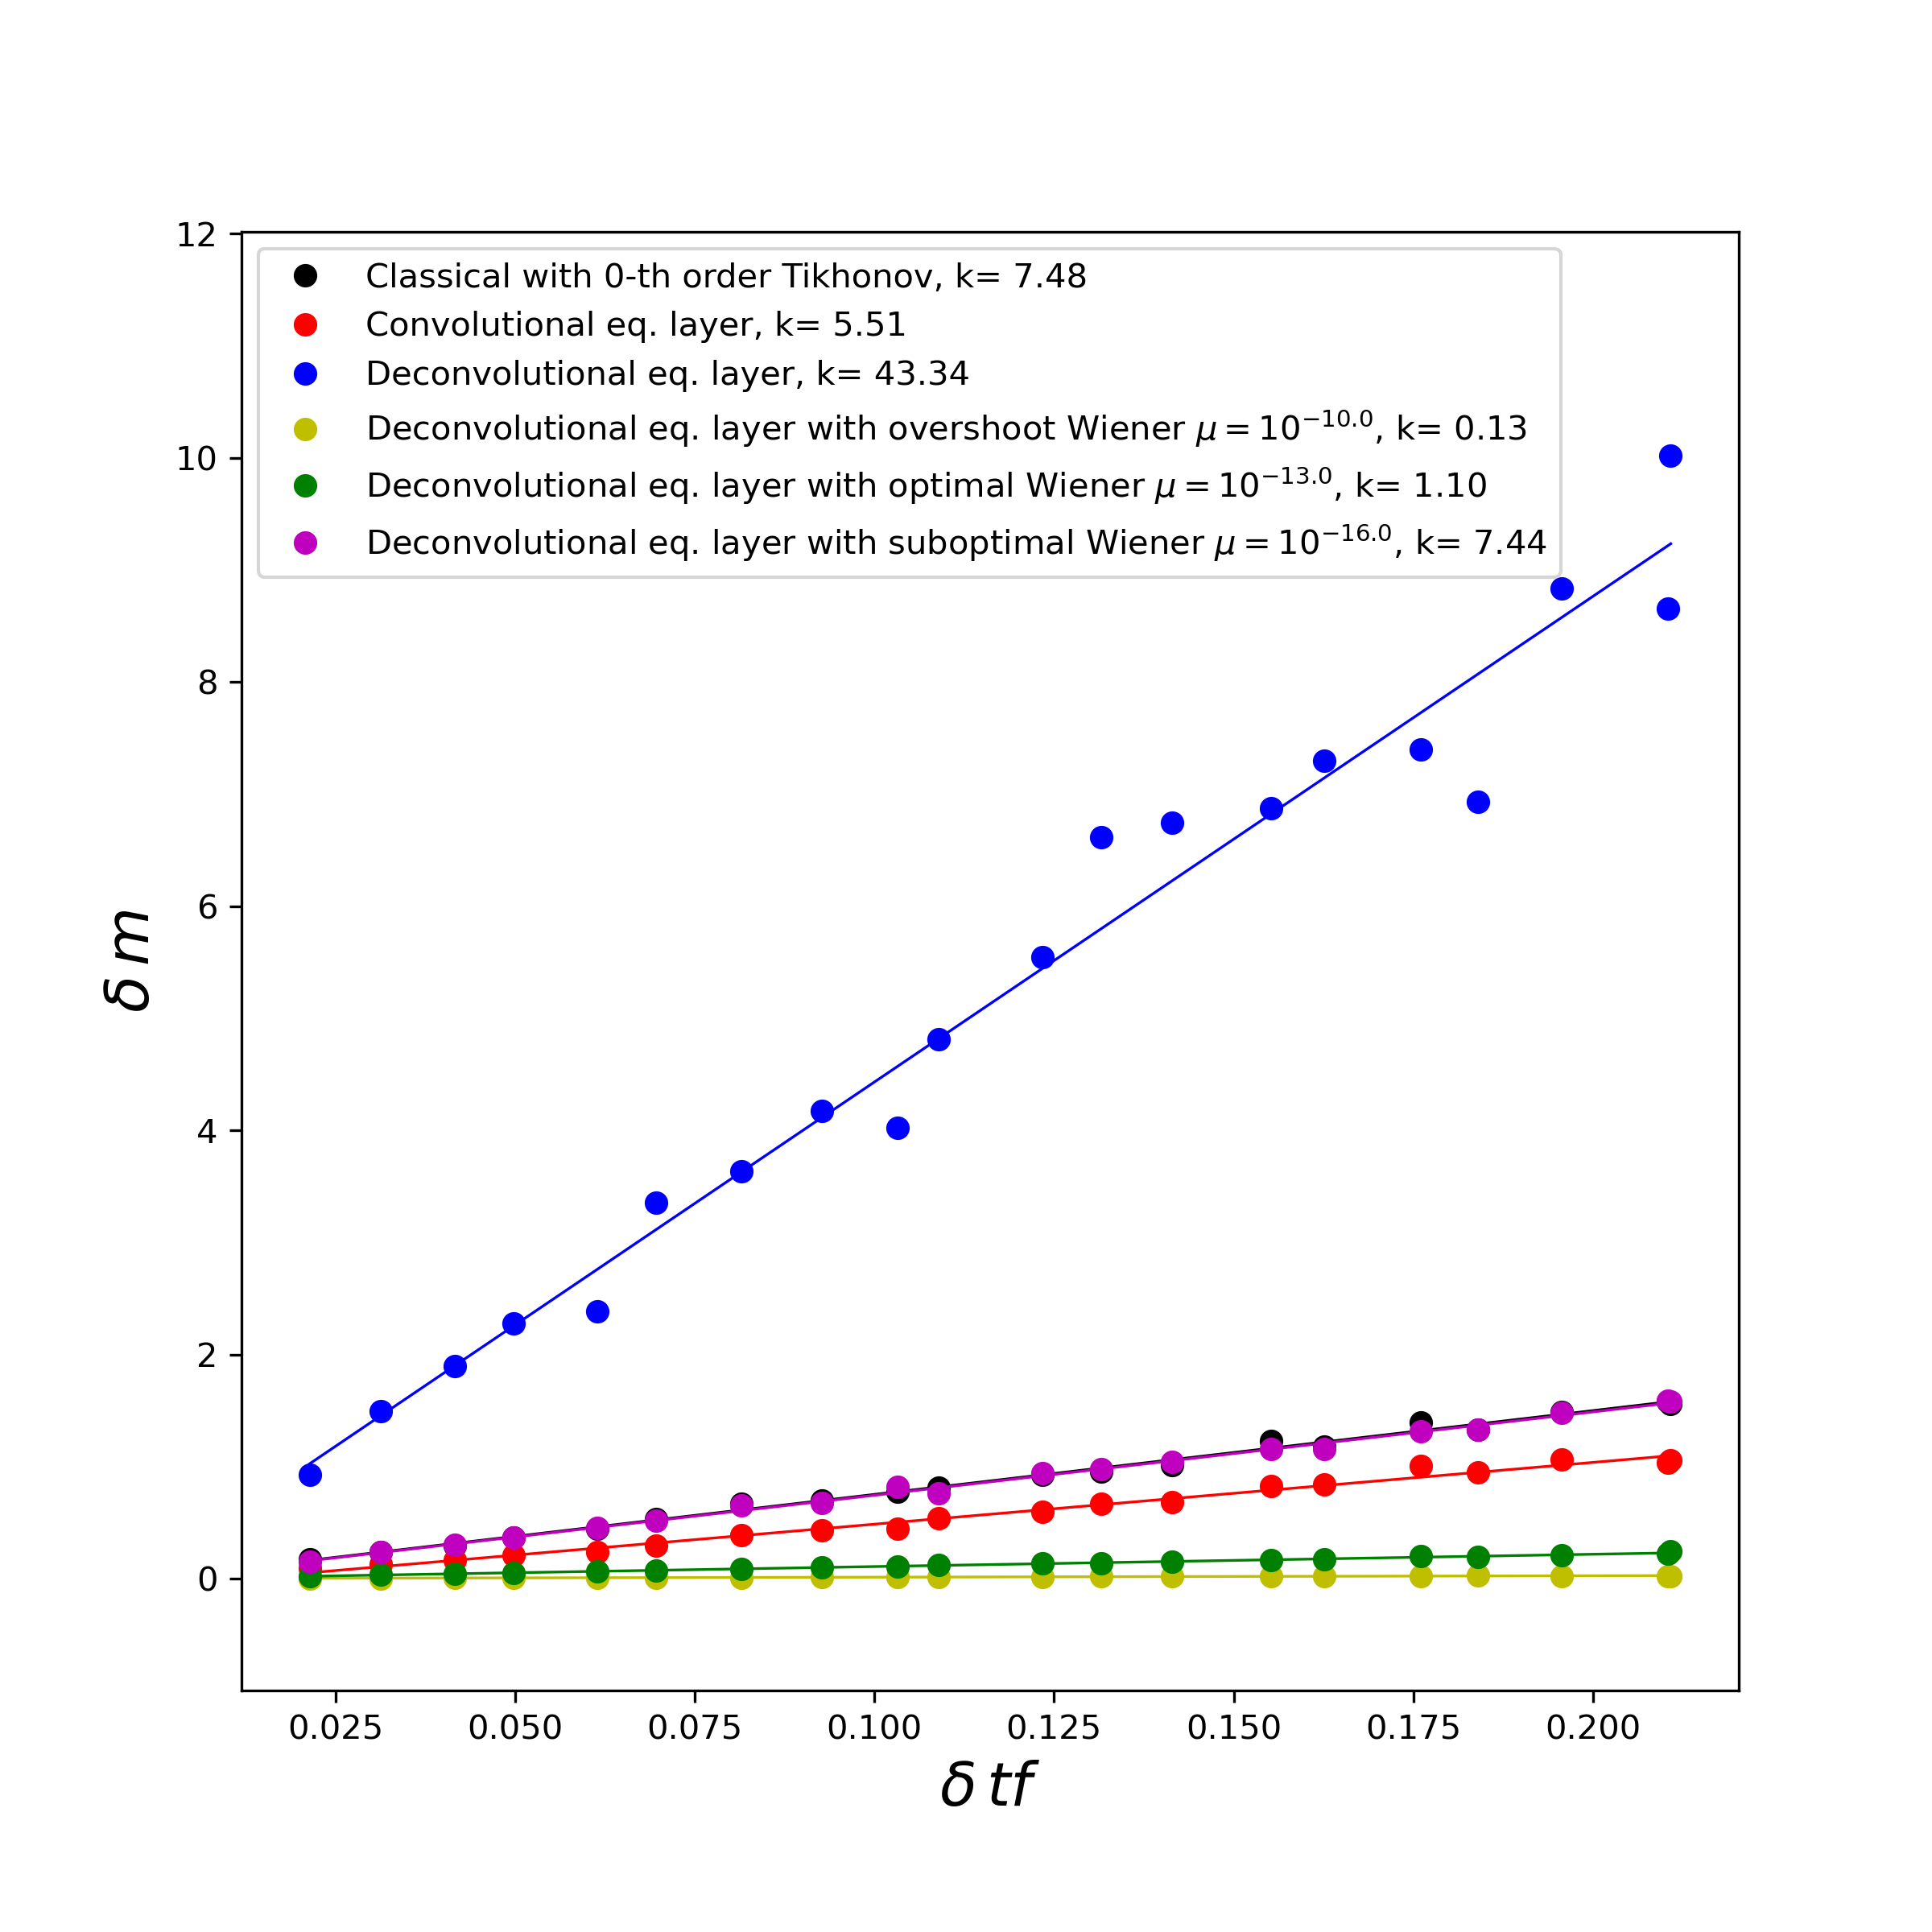 12
10
8
6
4
2
0
Classical with 0-th order Tikhonov, k= 7.48
Convolutional eq. layer, k= 5.51
Deconvolutional eq. layer, k= 43.34
Deconvolutional eq. layer with overshoot Wiener μ = 10^{−10.0}, k= 0.13
Deconvolutional eq. layer with optimal Wiener μ = 10^{−13.0}, k= 1.10
Deconvolutional eq. layer with suboptimal Wiener μ = 10^{−16.0}, k= 7.44
δ m
0.025 0.050 0.075 0.100 0.125 0.150 0.175 0.200
δ tf